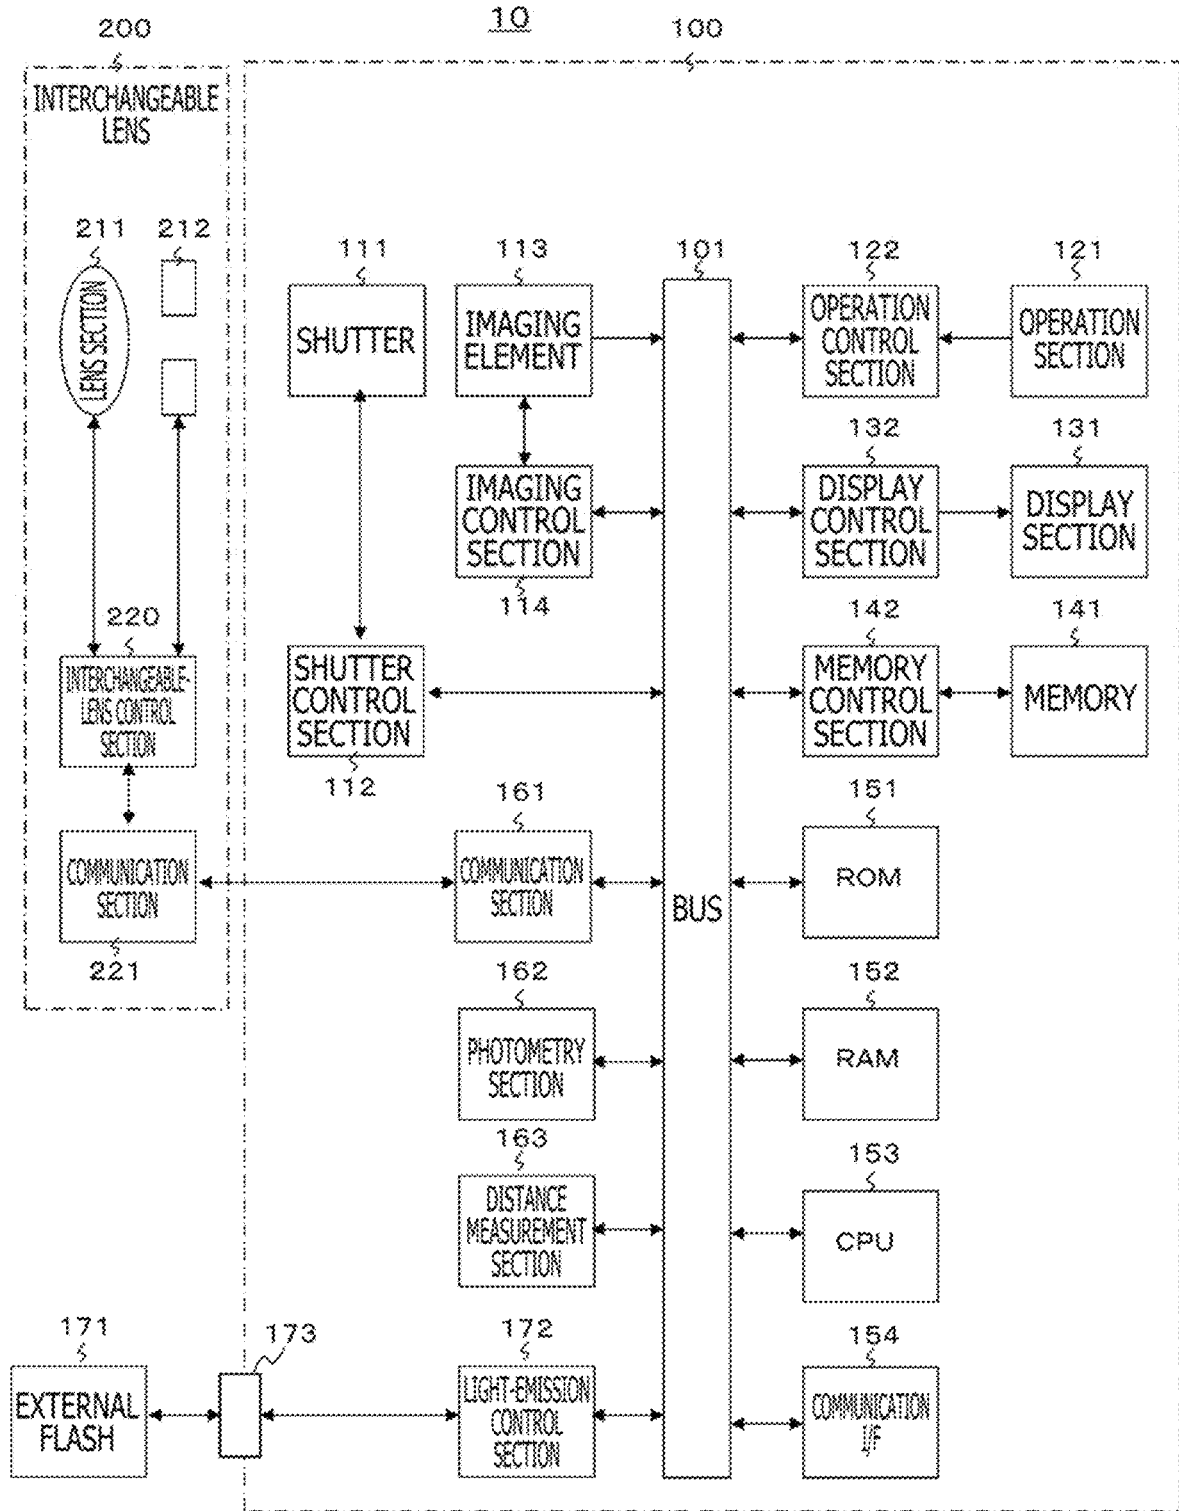 10
200
100
INTERCHANGEABLE
LENS
211
212
LENS SECTION
111
SHUTTER
113
IMAGING
ELEMENT
101
122
OPERATION
CONTROL
SECTION
121
OPERATION
SECTION
IMAGING
CONTROL
SECTION
114
132
DISPLAY
CONTROL
SECTION
131
DISPLAY
SECTION
220
INTERCHANGEABLE-
LENS CONTROL
SECTION
SHUTTER
CONTROL
SECTION
112
142
MEMORY
CONTROL
SECTION
141
MEMORY
COMMUNICATION
SECTION
221
161
COMMUNICATION
SECTION
BUS
151
ROM
162
PHOTOMETRY
SECTION
152
RAM
163
DISTANCE
MEASUREMENT
SECTION
153
CPU
171
EXTERNAL
FLASH
173
172
LIGHT-EMISSION
CONTROL
SECTION
154
COMMUNICATION
I/F